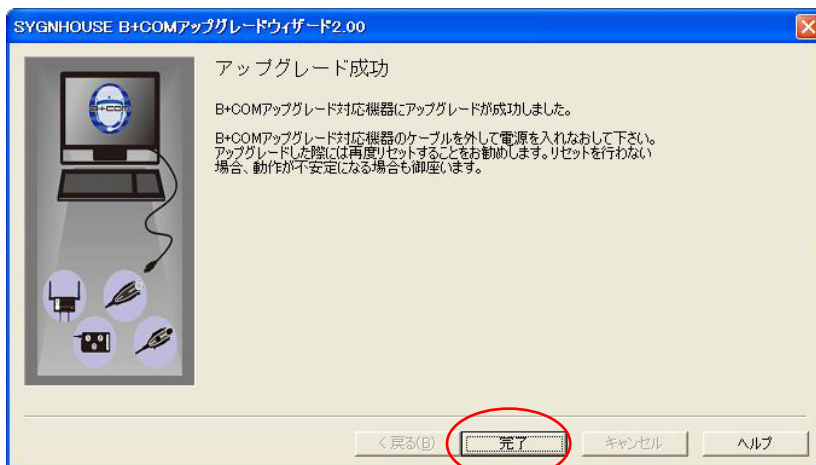 SYGNHOUSE B+COMアップグレードウィザード2.00
アップグレード成功
B+COMアップグレード対応機器にアップグレードが成功しました。
B+COMアップグレード対応機器のケーブルを外して電源を入れなおして下さい。
アップグレードした際には再度リセットすることをお勧めします。リセットを行わない
場合、動作が不安定になる場合も御座います。
B+COM
< 戻る(B)
完了
キャンセル
ヘルプ